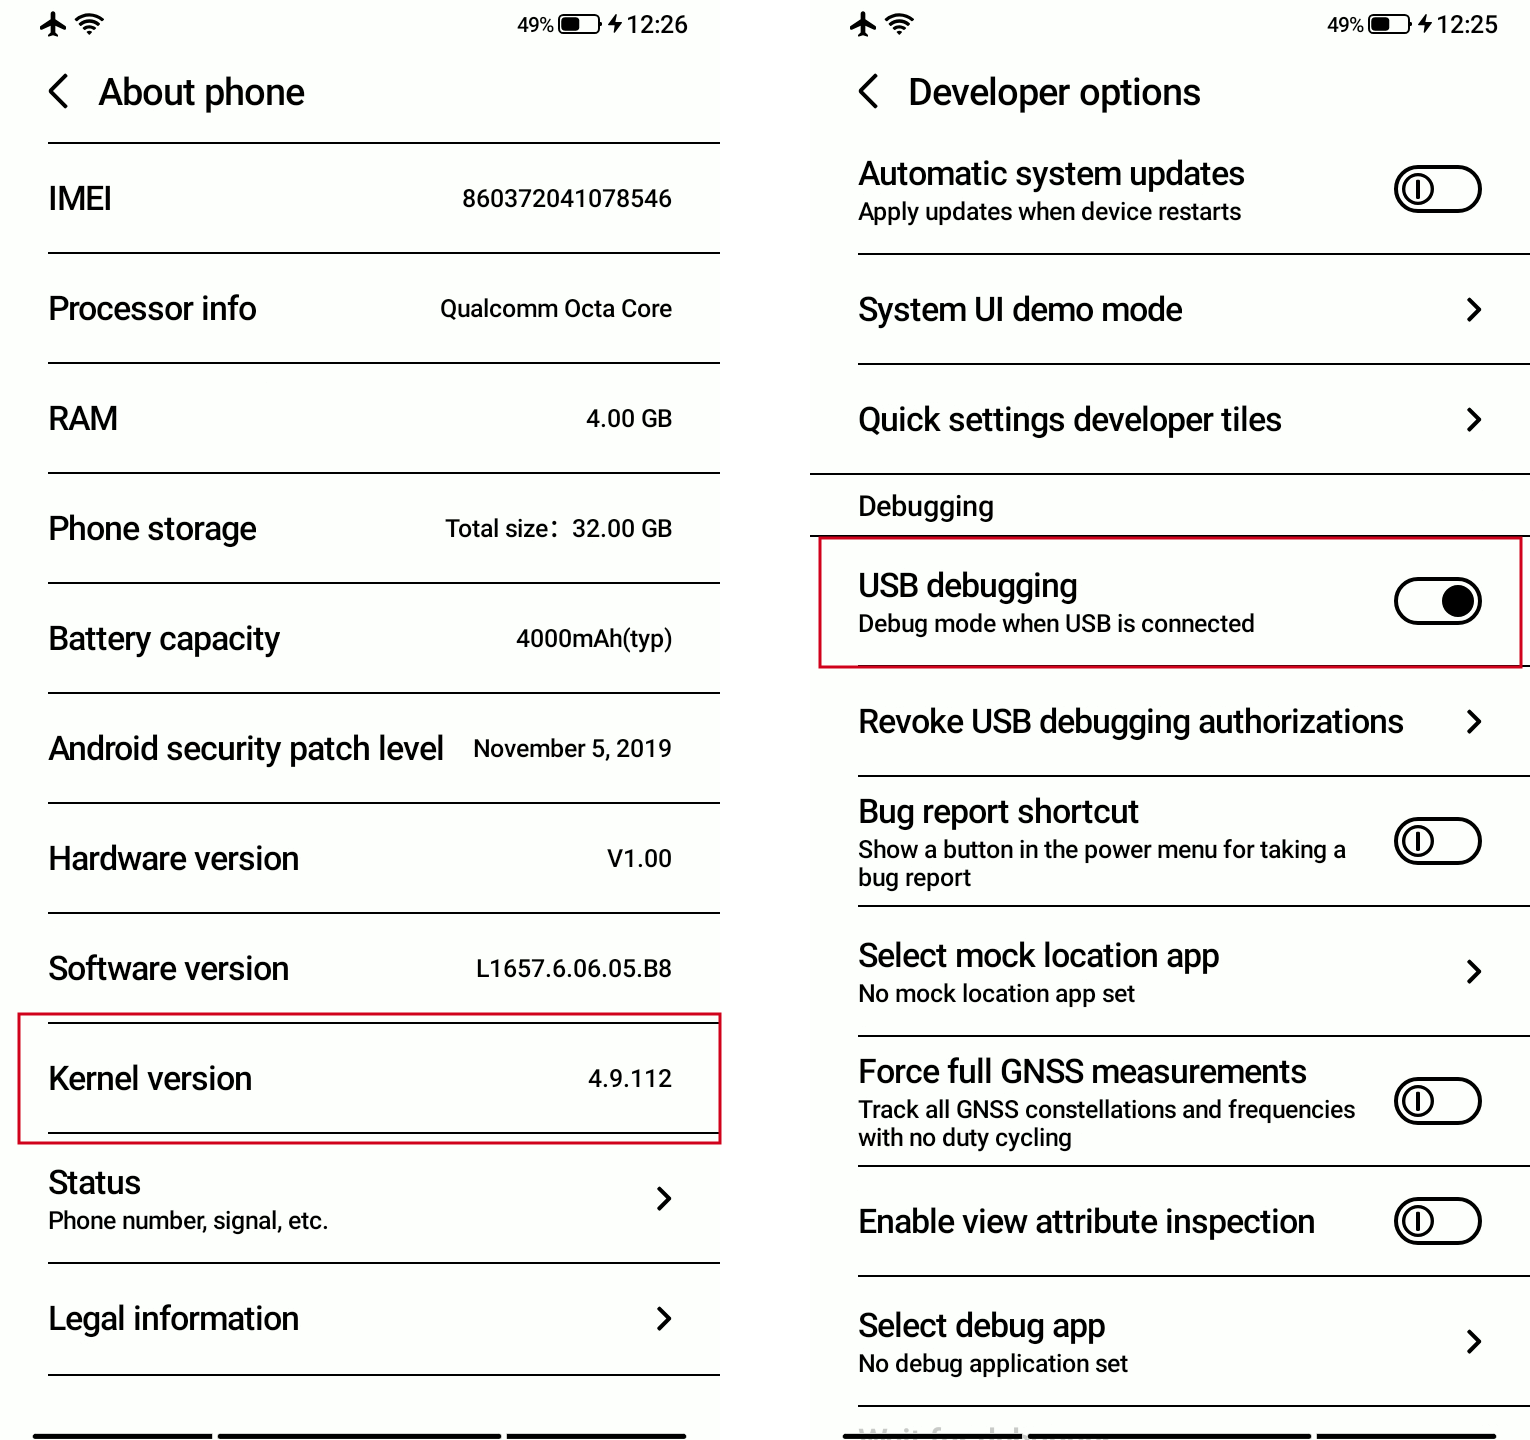 49% 12:26
About phone
IMEI 860372041078546
Processor info Qualcomm Octa Core
RAM 4.00 GB
Phone storage Total size：32.00 GB
Battery capacity 4000mAh(typ)
Android security patch level November 5, 2019
Hardware version V1.00
Software version L1657.6.06.05.B8
Kernel version 4.9.112
Status
Phone number, signal, etc.
Legal information
49% 12:25
Developer options
Automatic system updates
Apply updates when device restarts
System UI demo mode
Quick settings developer tiles
Debugging
USB debugging
Debug mode when USB is connected
Revoke USB debugging authorizations
Bug report shortcut
Show a button in the power menu for taking a
bug report
Select mock location app
No mock location app set
Force full GNSS measurements
Track all GNSS constellations and frequencies
with no duty cycling
Enable view attribute inspection
Select debug app
No debug application set